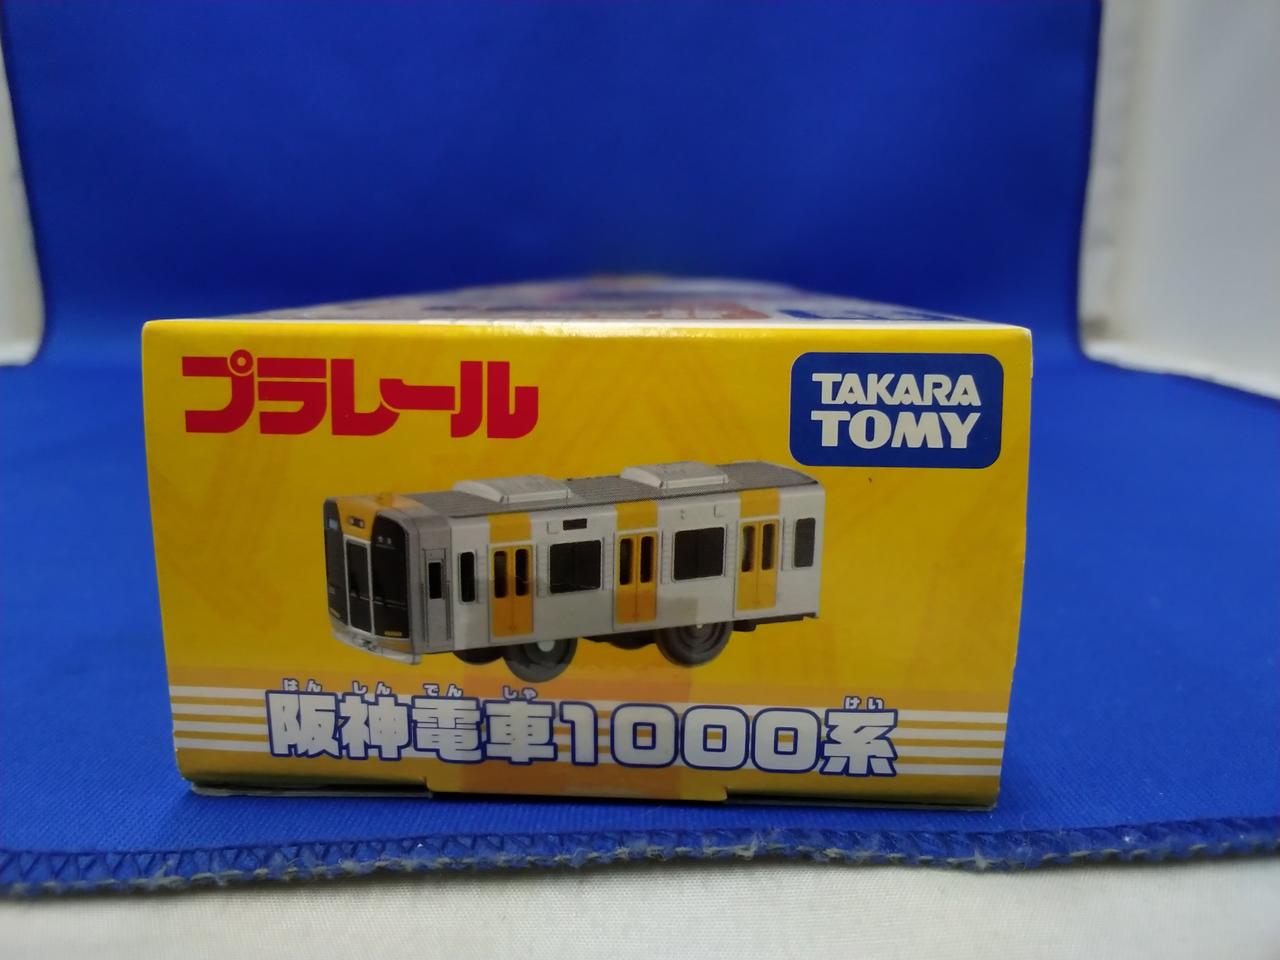 プラレール
TAKARA
TOMY
はんしんでんしゃ けい
阪神電車1000系